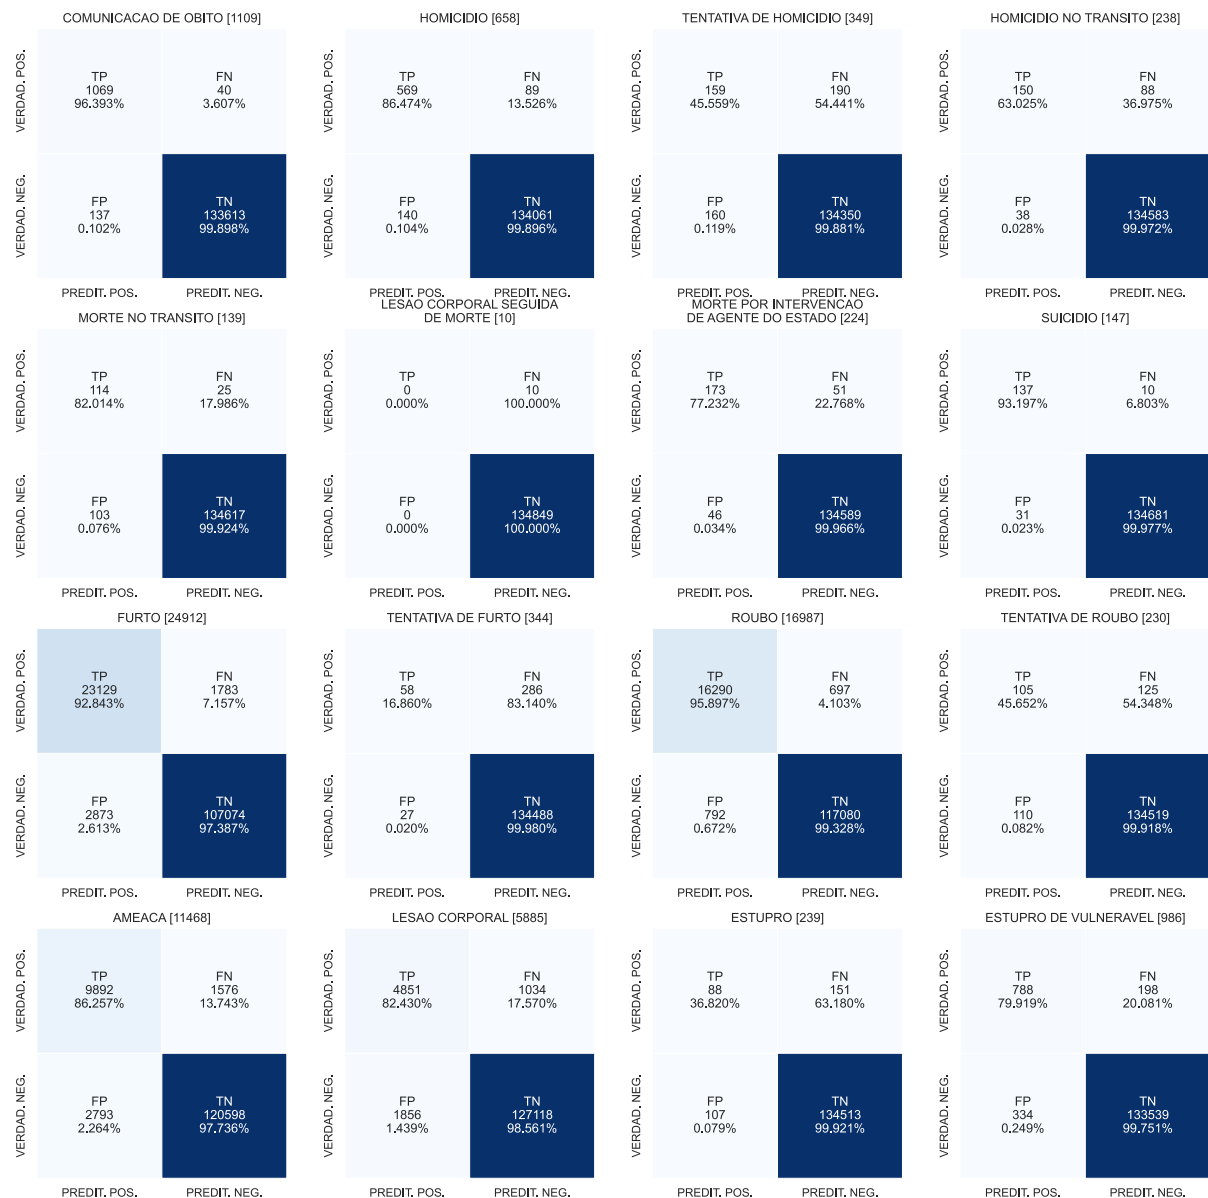 COMUNICACAO DE OBITO [1109]
VERDAD. POS.
TP
1069
96.393%
FN
40
3.607%
VERDAD. NEG.
FP
137
0.102%
TN
133613
99.898%
PREDIT. POS.
PREDIT. NEG.
HOMICIDIO [658]
VERDAD. POS.
TP
569
86.474%
FN
89
13.526%
VERDAD. NEG.
FP
140
0.104%
TN
134061
99.896%
PREDIT. POS.
PREDIT. NEG.
TENTATIVA DE HOMICIDIO [349]
VERDAD. POS.
TP
159
45.559%
FN
190
54.441%
VERDAD. NEG.
FP
160
0.119%
TN
134350
99.881%
PREDIT. POS.
PREDIT. NEG.
HOMICIDIO NO TRANSITO [238]
VERDAD. POS.
TP
150
63.025%
FN
88
36.975%
VERDAD. NEG.
FP
38
0.028%
TN
134583
99.972%
PREDIT. POS.
PREDIT. NEG.
MORTE NO TRANSITO [139]
VERDAD. POS.
TP
114
82.014%
FN
25
17.986%
VERDAD. NEG.
FP
103
0.076%
TN
134617
99.924%
PREDIT. POS.
PREDIT. NEG.
LESAO CORPORAL SEGUIDA
DE MORTE [10]
VERDAD. POS.
TP
0
0.000%
FN
10
100.000%
VERDAD. NEG.
FP
0
0.000%
TN
134849
100.000%
PREDIT. POS.
PREDIT. NEG.
MORTE POR INTERVENCAO
DE AGENTE DO ESTADO [224]
VERDAD. POS.
TP
173
77.232%
FN
51
22.768%
VERDAD. NEG.
FP
46
0.034%
TN
134589
99.966%
PREDIT. POS.
PREDIT. NEG.
SUICIDIO [147]
VERDAD. POS.
TP
137
93.197%
FN
10
6.803%
VERDAD. NEG.
FP
31
0.023%
TN
134681
99.977%
PREDIT. POS.
PREDIT. NEG.
FURTO [24912]
VERDAD. POS.
TP
23129
92.843%
FN
1783
7.157%
VERDAD. NEG.
FP
2873
2.613%
TN
107074
97.387%
PREDIT. POS.
PREDIT. NEG.
TENTATIVA DE FURTO [344]
VERDAD. POS.
TP
58
16.860%
FN
286
83.140%
VERDAD. NEG.
FP
27
0.020%
TN
134488
99.980%
PREDIT. POS.
PREDIT. NEG.
ROUBO [16987]
VERDAD. POS.
TP
16290
95.897%
FN
697
4.103%
VERDAD. NEG.
FP
792
0.672%
TN
117080
99.328%
PREDIT. POS.
PREDIT. NEG.
TENTATIVA DE ROUBO [230]
VERDAD. POS.
TP
105
45.652%
FN
125
54.348%
VERDAD. NEG.
FP
110
0.082%
TN
134519
99.918%
PREDIT. POS.
PREDIT. NEG.
AMEACA [11468]
VERDAD. POS.
TP
9892
86.257%
FN
1576
13.743%
VERDAD. NEG.
FP
2793
2.264%
TN
120598
97.736%
PREDIT. POS.
PREDIT. NEG.
LESAO CORPORAL [5885]
VERDAD. POS.
TP
4851
82.430%
FN
1034
17.570%
VERDAD. NEG.
FP
1856
1.439%
TN
127118
98.561%
PREDIT. POS.
PREDIT. NEG.
ESTUPRO [239]
VERDAD. POS.
TP
88
36.820%
FN
151
63.180%
VERDAD. NEG.
FP
107
0.079%
TN
134513
99.921%
PREDIT. POS.
PREDIT. NEG.
ESTUPRO DE VULNERAVEL [986]
VERDAD. POS.
TP
788
79.919%
FN
198
20.081%
VERDAD. NEG.
FP
334
0.249%
TN
133539
99.751%
PREDIT. POS.
PREDIT. NEG.